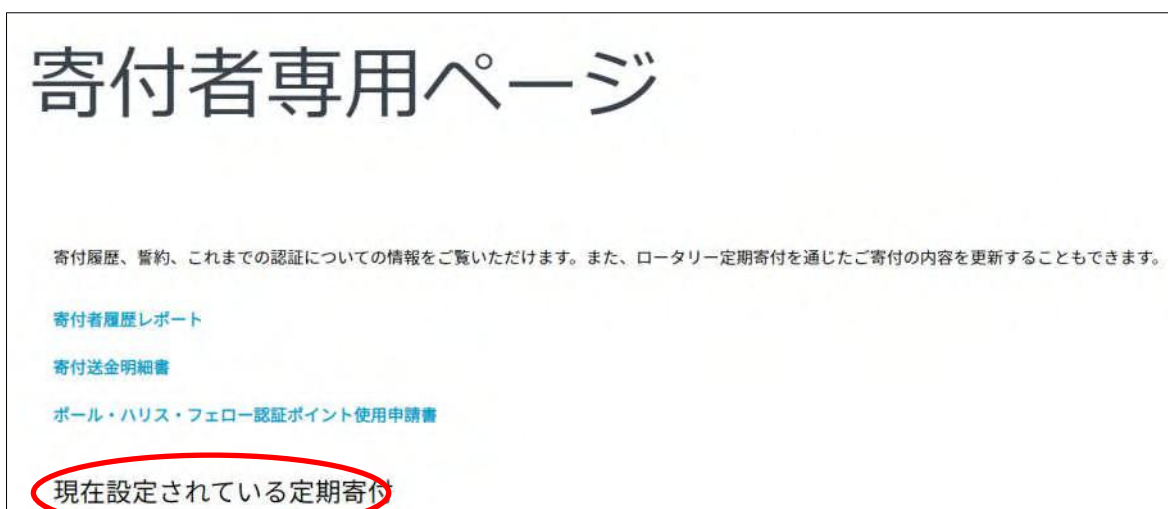 寄付者専用ページ
寄付履歴、誓約、これまでの認証についての情報をご覧いただけます。また、ロータリー定期寄付を通じたご寄付の内容を更新することもできます。
寄付者履歴レポート
寄付送金明細書
ポール・ハリス・フェロー認証ポイント使用申請書
現在設定されている定期寄付